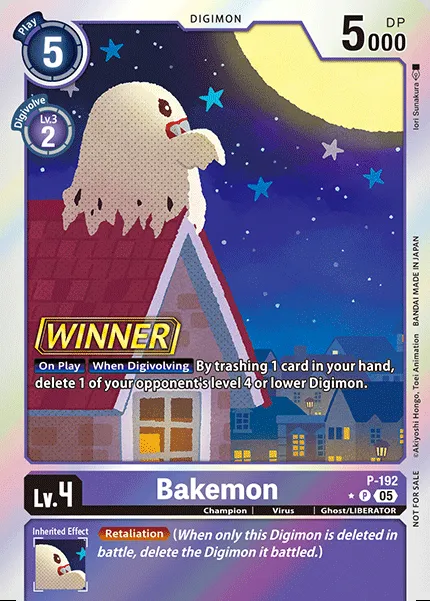 DIGIMON
Play
5
5000 DP
Digivolve
Lv.3
2
Iori Sunakura
WINNER
On Play When Digivolving By trashing 1 card in your hand,
delete 1 of your opponent's level 4 or lower Digimon.
©Akiyoshi Hongo, Toei Animation BANDAI MADE IN JAPAN
NOT FOR SALE
Lv.4
Bakemon
P-192
P 05
Champion | Virus | Ghost/LIBERATOR
Inherited Effect
Retaliation (When only this Digimon is deleted in
battle, delete the Digimon it battled.)